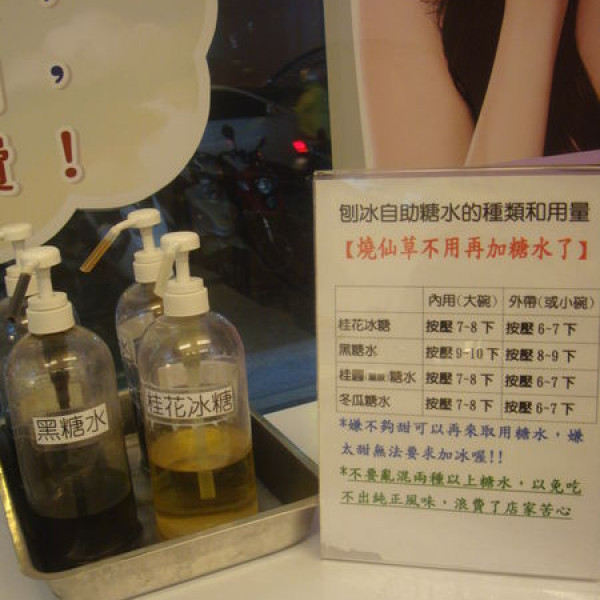 ，
費！
刨冰自助糖水的種類和用量
【燒仙草不用再加糖水了】
內用(大碗) 外帶(或小碗)
桂花冰糖 按壓 7-8 下 按壓 6-7 下
黑糖水 按壓 9-10 下 按壓 8-9 下
桂圓糖水 按壓 7-8 下 按壓 6-7 下
冬瓜糖水 按壓 7-8 下 按壓 6-7 下
*嫌不夠甜可以再來取用糖水，嫌
太甜無法要求加冰喔!!
*不要亂混兩種以上糖水，以免吃
不出純正風味，浪費了店家苦心
黑糖水
桂花冰糖